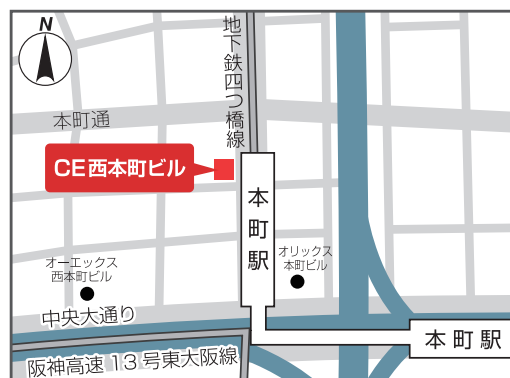 N
地下鉄四つ橋線
本町通
CE西本町ビル
本町駅
オリックス
本町ビル
オーエックス
西本町ビル
中央大通り
本町駅
阪神高速13号東大阪線